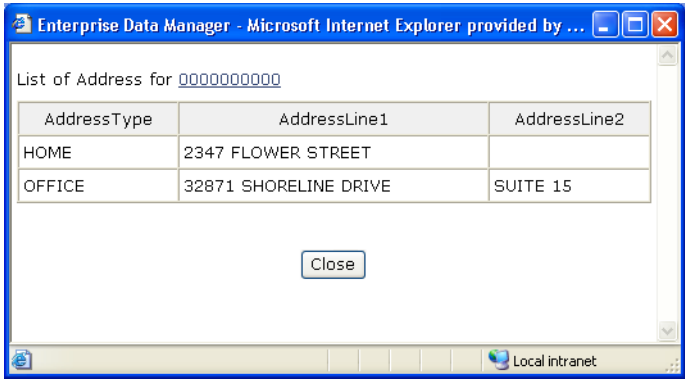 Enterprise Data Manager - Microsoft Internet Explorer provided by ...
List of Address for 0000000000
AddressType AddressLine1 AddressLine2
HOME 2347 FLOWER STREET
OFFICE 32871 SHORELINE DRIVE SUITE 15
Close
Local intranet